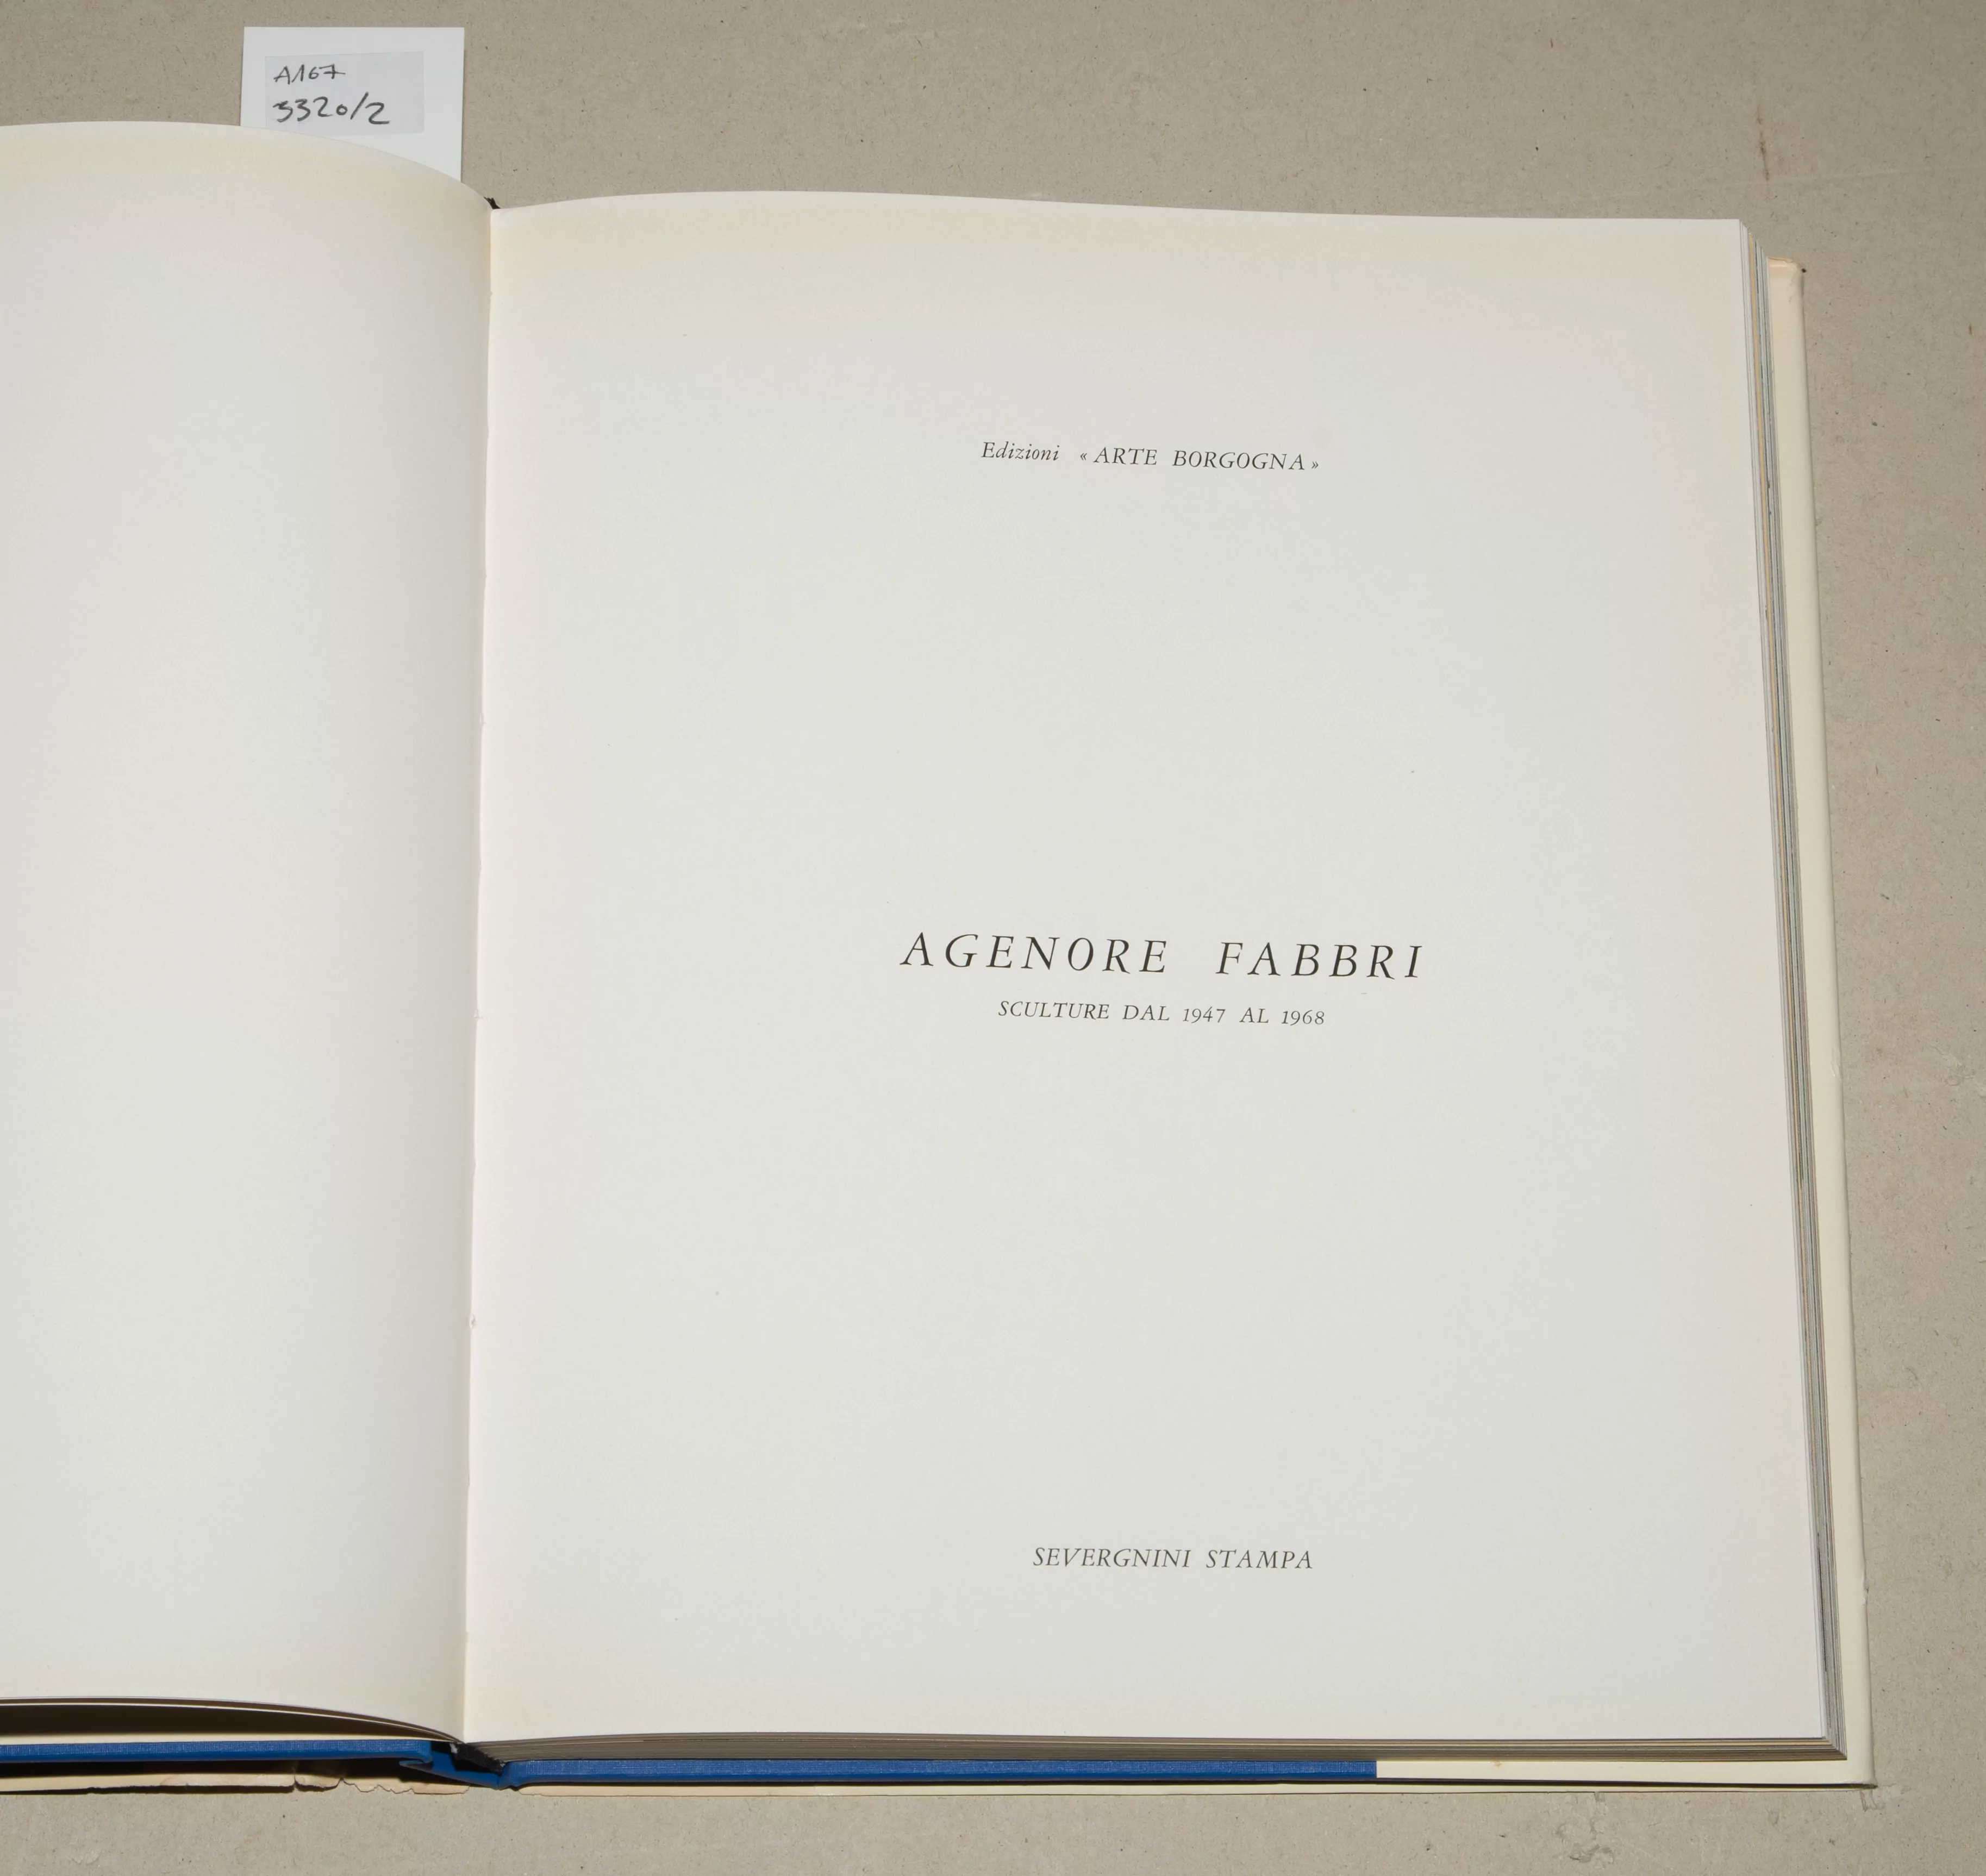 A167
3320/2
Edizioni « ARTE BORGOGNA »
AGENORE FABBRI
SCULTURE DAL 1947 AL 1968
SEVERGNINI STAMPA